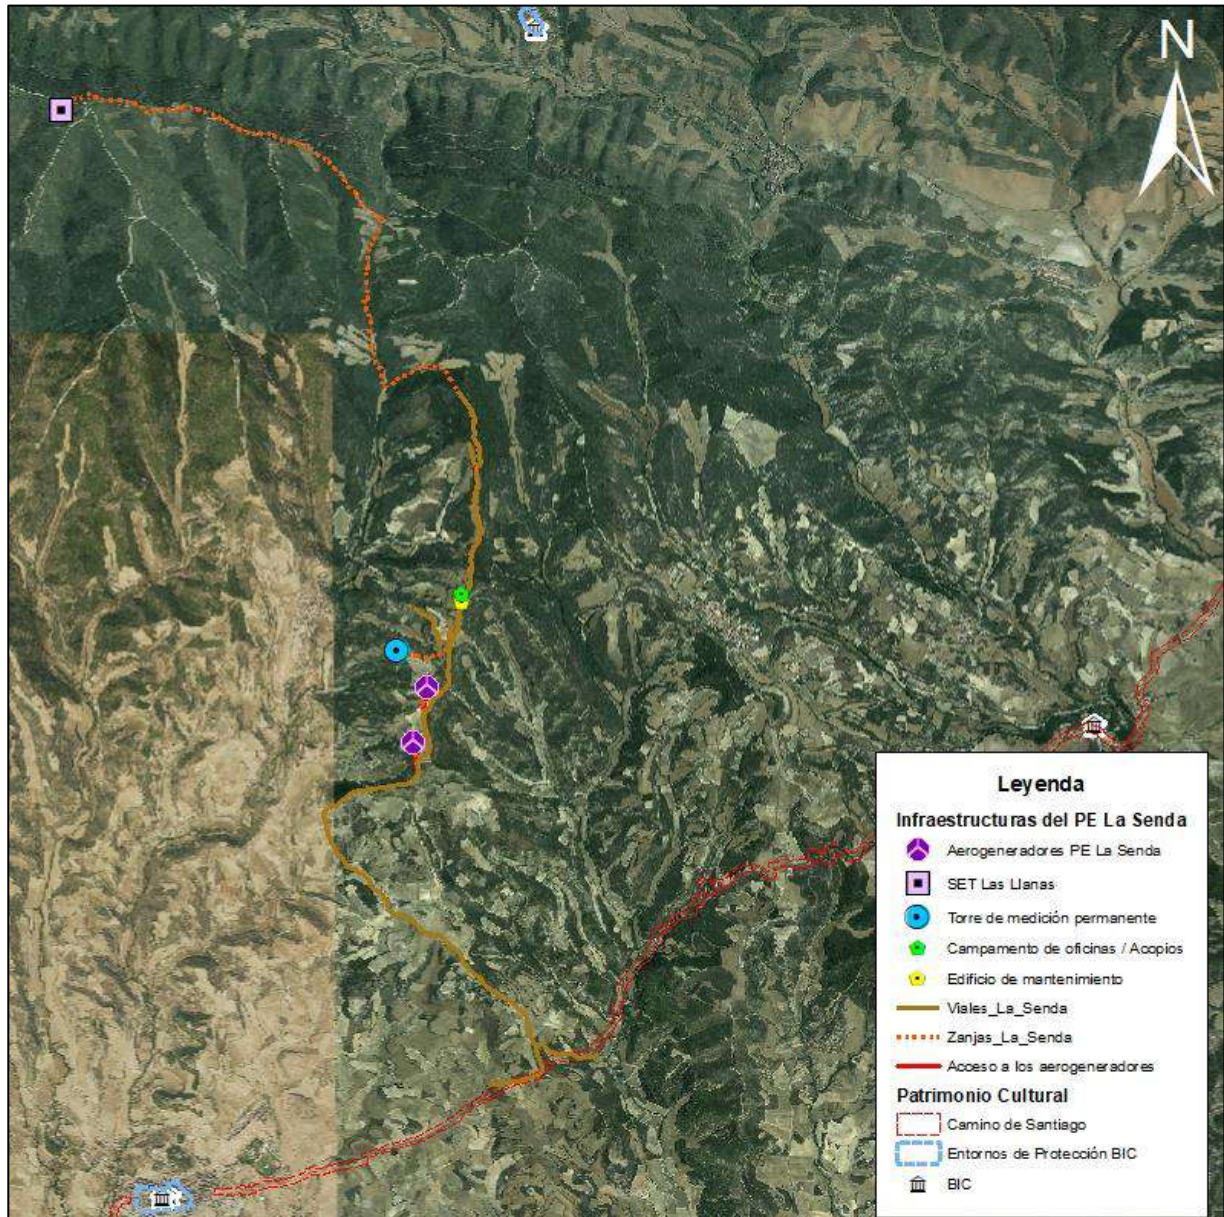 N
Leyenda
Infraestructuras del PE La Senda
Aerogeneradores PE La Senda
SET Las Llanas
Torre de medición permanente
Campamento de oficinas / Acopios
Edificio de mantenimiento
Viales_La_Senda
Zanjas_La_Senda
Acceso a los aerogeneradores
Patrimonio Cultural
Camino de Santiago
Entornos de Protección BIC
BIC